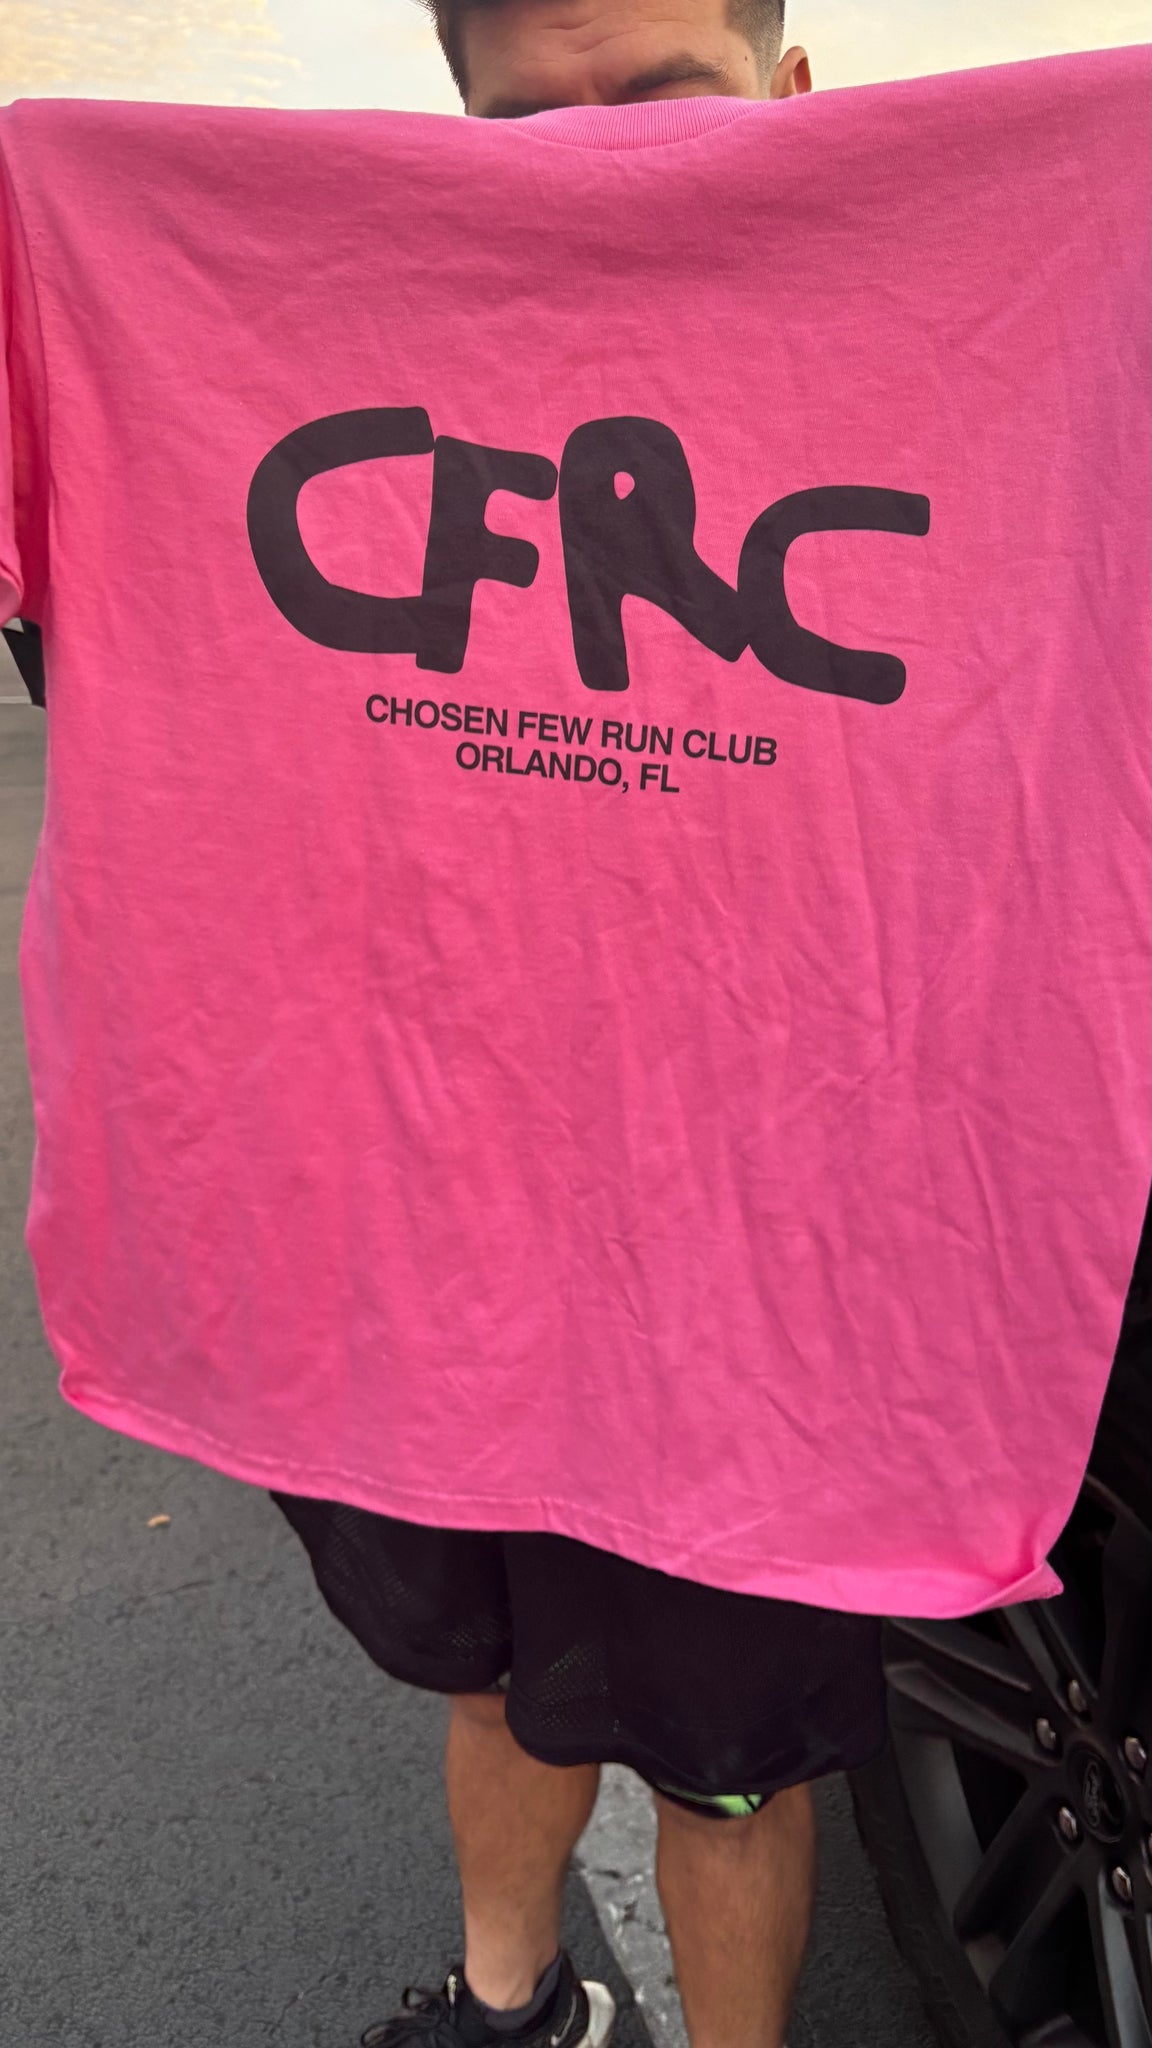 CFRC
CHOSEN FEW RUN CLUB
ORLANDO, FL